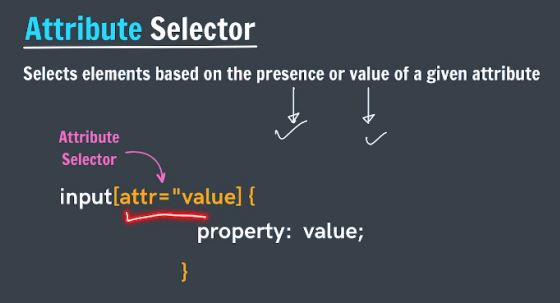 Attribute Selector
Selects elements based on the presence or value of a given attribute
Attribute
Selector
input[attr="value] {
property: value;
}